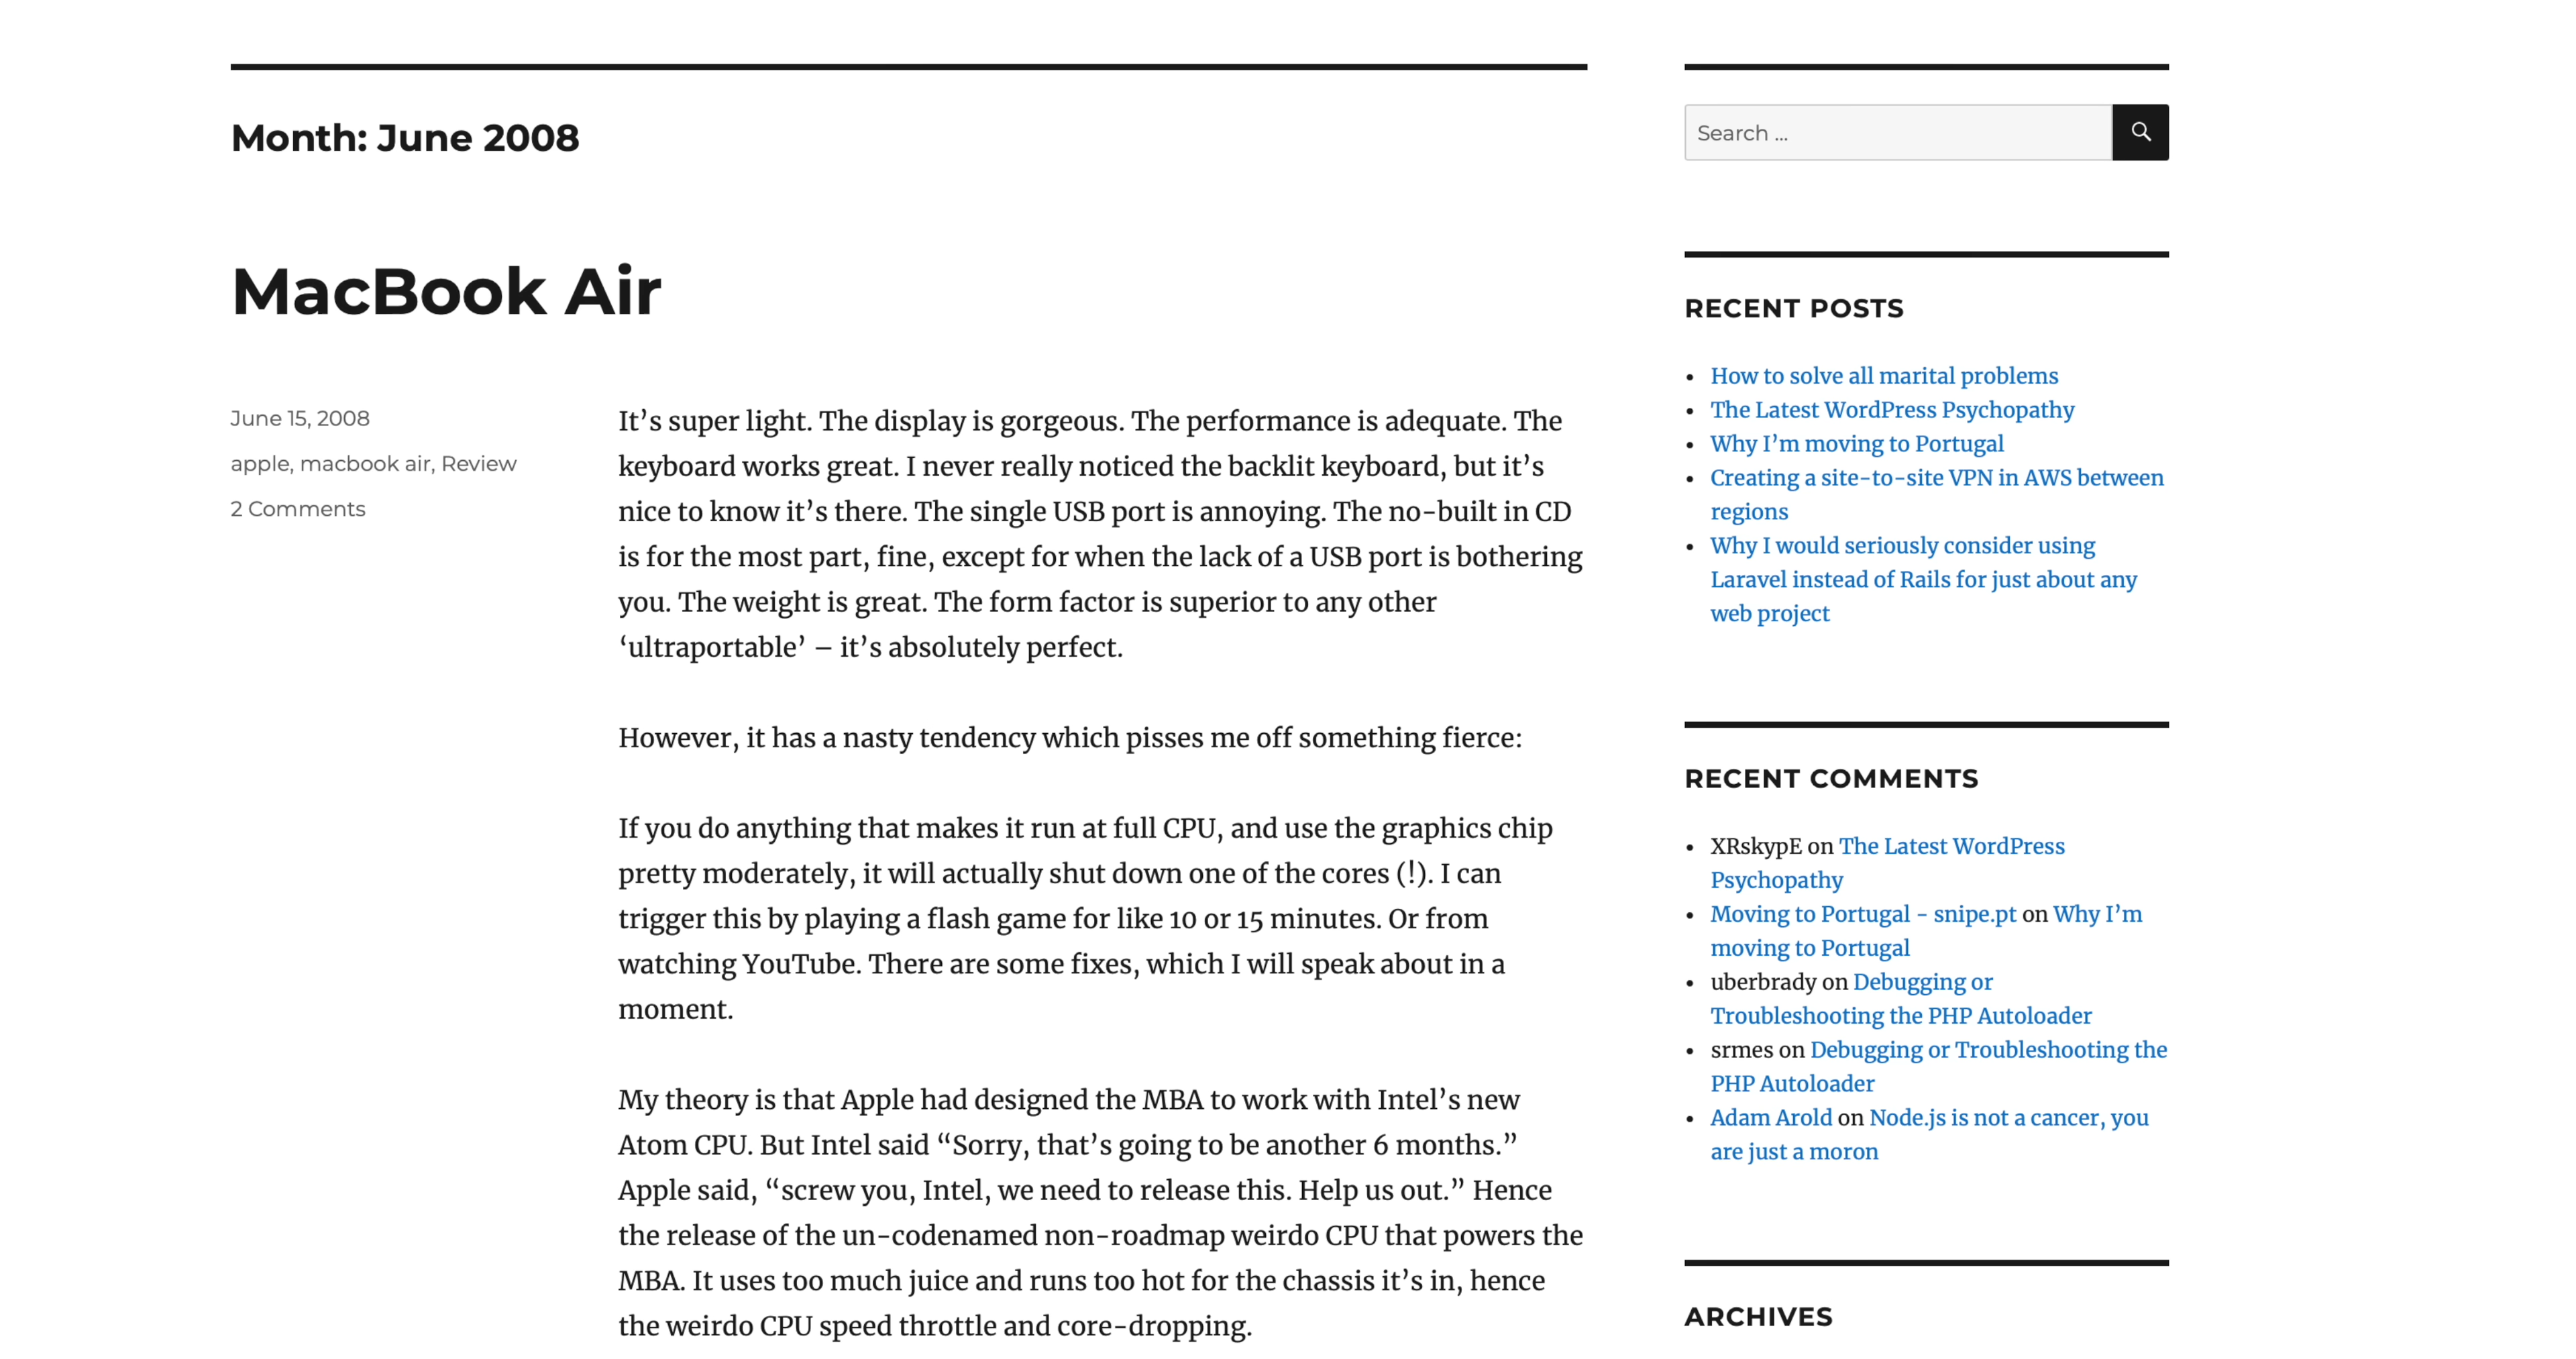 Month: June 2008
MacBook Air
June 15, 2008
apple, macbook air, Review
2 Comments
It’s super light. The display is gorgeous. The performance is adequate. The
keyboard works great. I never really noticed the backlit keyboard, but it’s
nice to know it’s there. The single USB port is annoying. The no-built in CD
is for the most part, fine, except for when the lack of a USB port is bothering
you. The weight is great. The form factor is superior to any other
‘ultraportable’ – it’s absolutely perfect.
However, it has a nasty tendency which pisses me off something fierce:
If you do anything that makes it run at full CPU, and use the graphics chip
pretty moderately, it will actually shut down one of the cores (!). I can
trigger this by playing a flash game for like 10 or 15 minutes. Or from
watching YouTube. There are some fixes, which I will speak about in a
moment.
My theory is that Apple had designed the MBA to work with Intel’s new
Atom CPU. But Intel said “Sorry, that’s going to be another 6 months.”
Apple said, “screw you, Intel, we need to release this. Help us out.” Hence
the release of the un-codenamed non-roadmap weirdo CPU that powers the
MBA. It uses too much juice and runs too hot for the chassis it’s in, hence
the weirdo CPU speed throttle and core-dropping.
Search ...
RECENT POSTS
• How to solve all marital problems
• The Latest WordPress Psychopathy
• Why I’m moving to Portugal
• Creating a site-to-site VPN in AWS between
regions
• Why I would seriously consider using
Laravel instead of Rails for just about any
web project
RECENT COMMENTS
• XRskypE on The Latest WordPress
Psychopathy
• Moving to Portugal - snipe.pt on Why I’m
moving to Portugal
• uberbrady on Debugging or
Troubleshooting the PHP Autoloader
• srmes on Debugging or Troubleshooting the
PHP Autoloader
• Adam Arold on Node.js is not a cancer, you
are just a moron
ARCHIVES